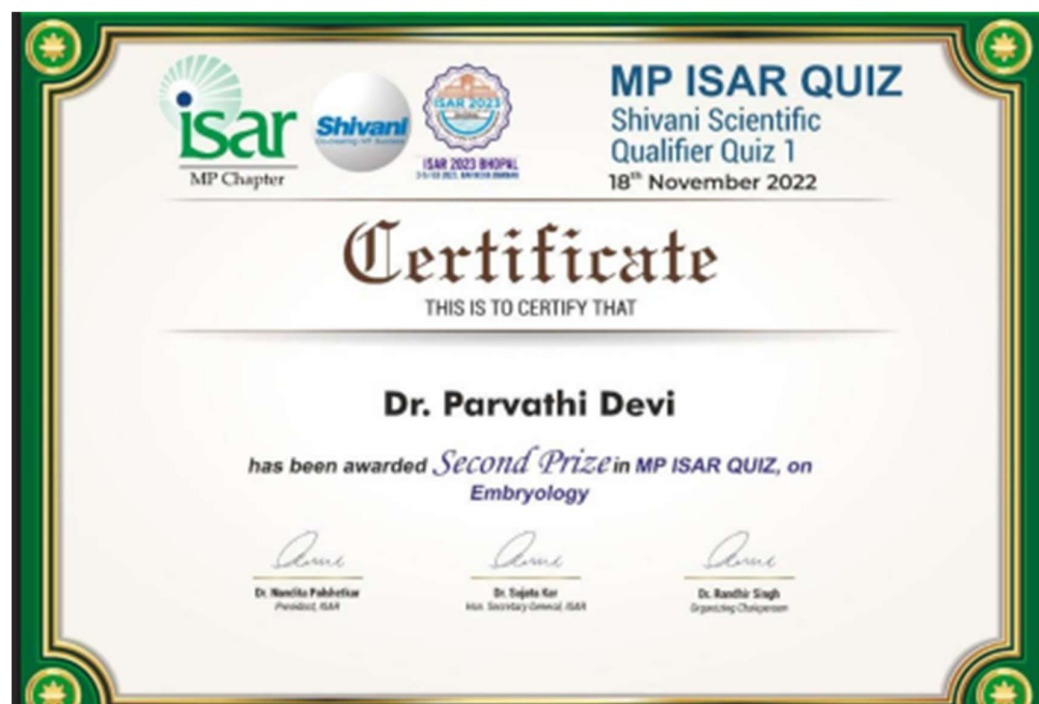 isar
MP Chapter
Shivani
ISAR 2023
ISAR 2023 BHOPAL
MP ISAR QUIZ
Shivani Scientific
Qualifier Quiz 1
18th November 2022
Certificate
THIS IS TO CERTIFY THAT
Dr. Parvathi Devi
has been awarded Second Prize in MP ISAR QUIZ, on
Embryology
Dr. Nandita Palshetkar
President, ISAR
Dr. Sujata Kar
Hon. Secretary General, ISAR
Dr. Randhir Singh
Organizing Chairperson